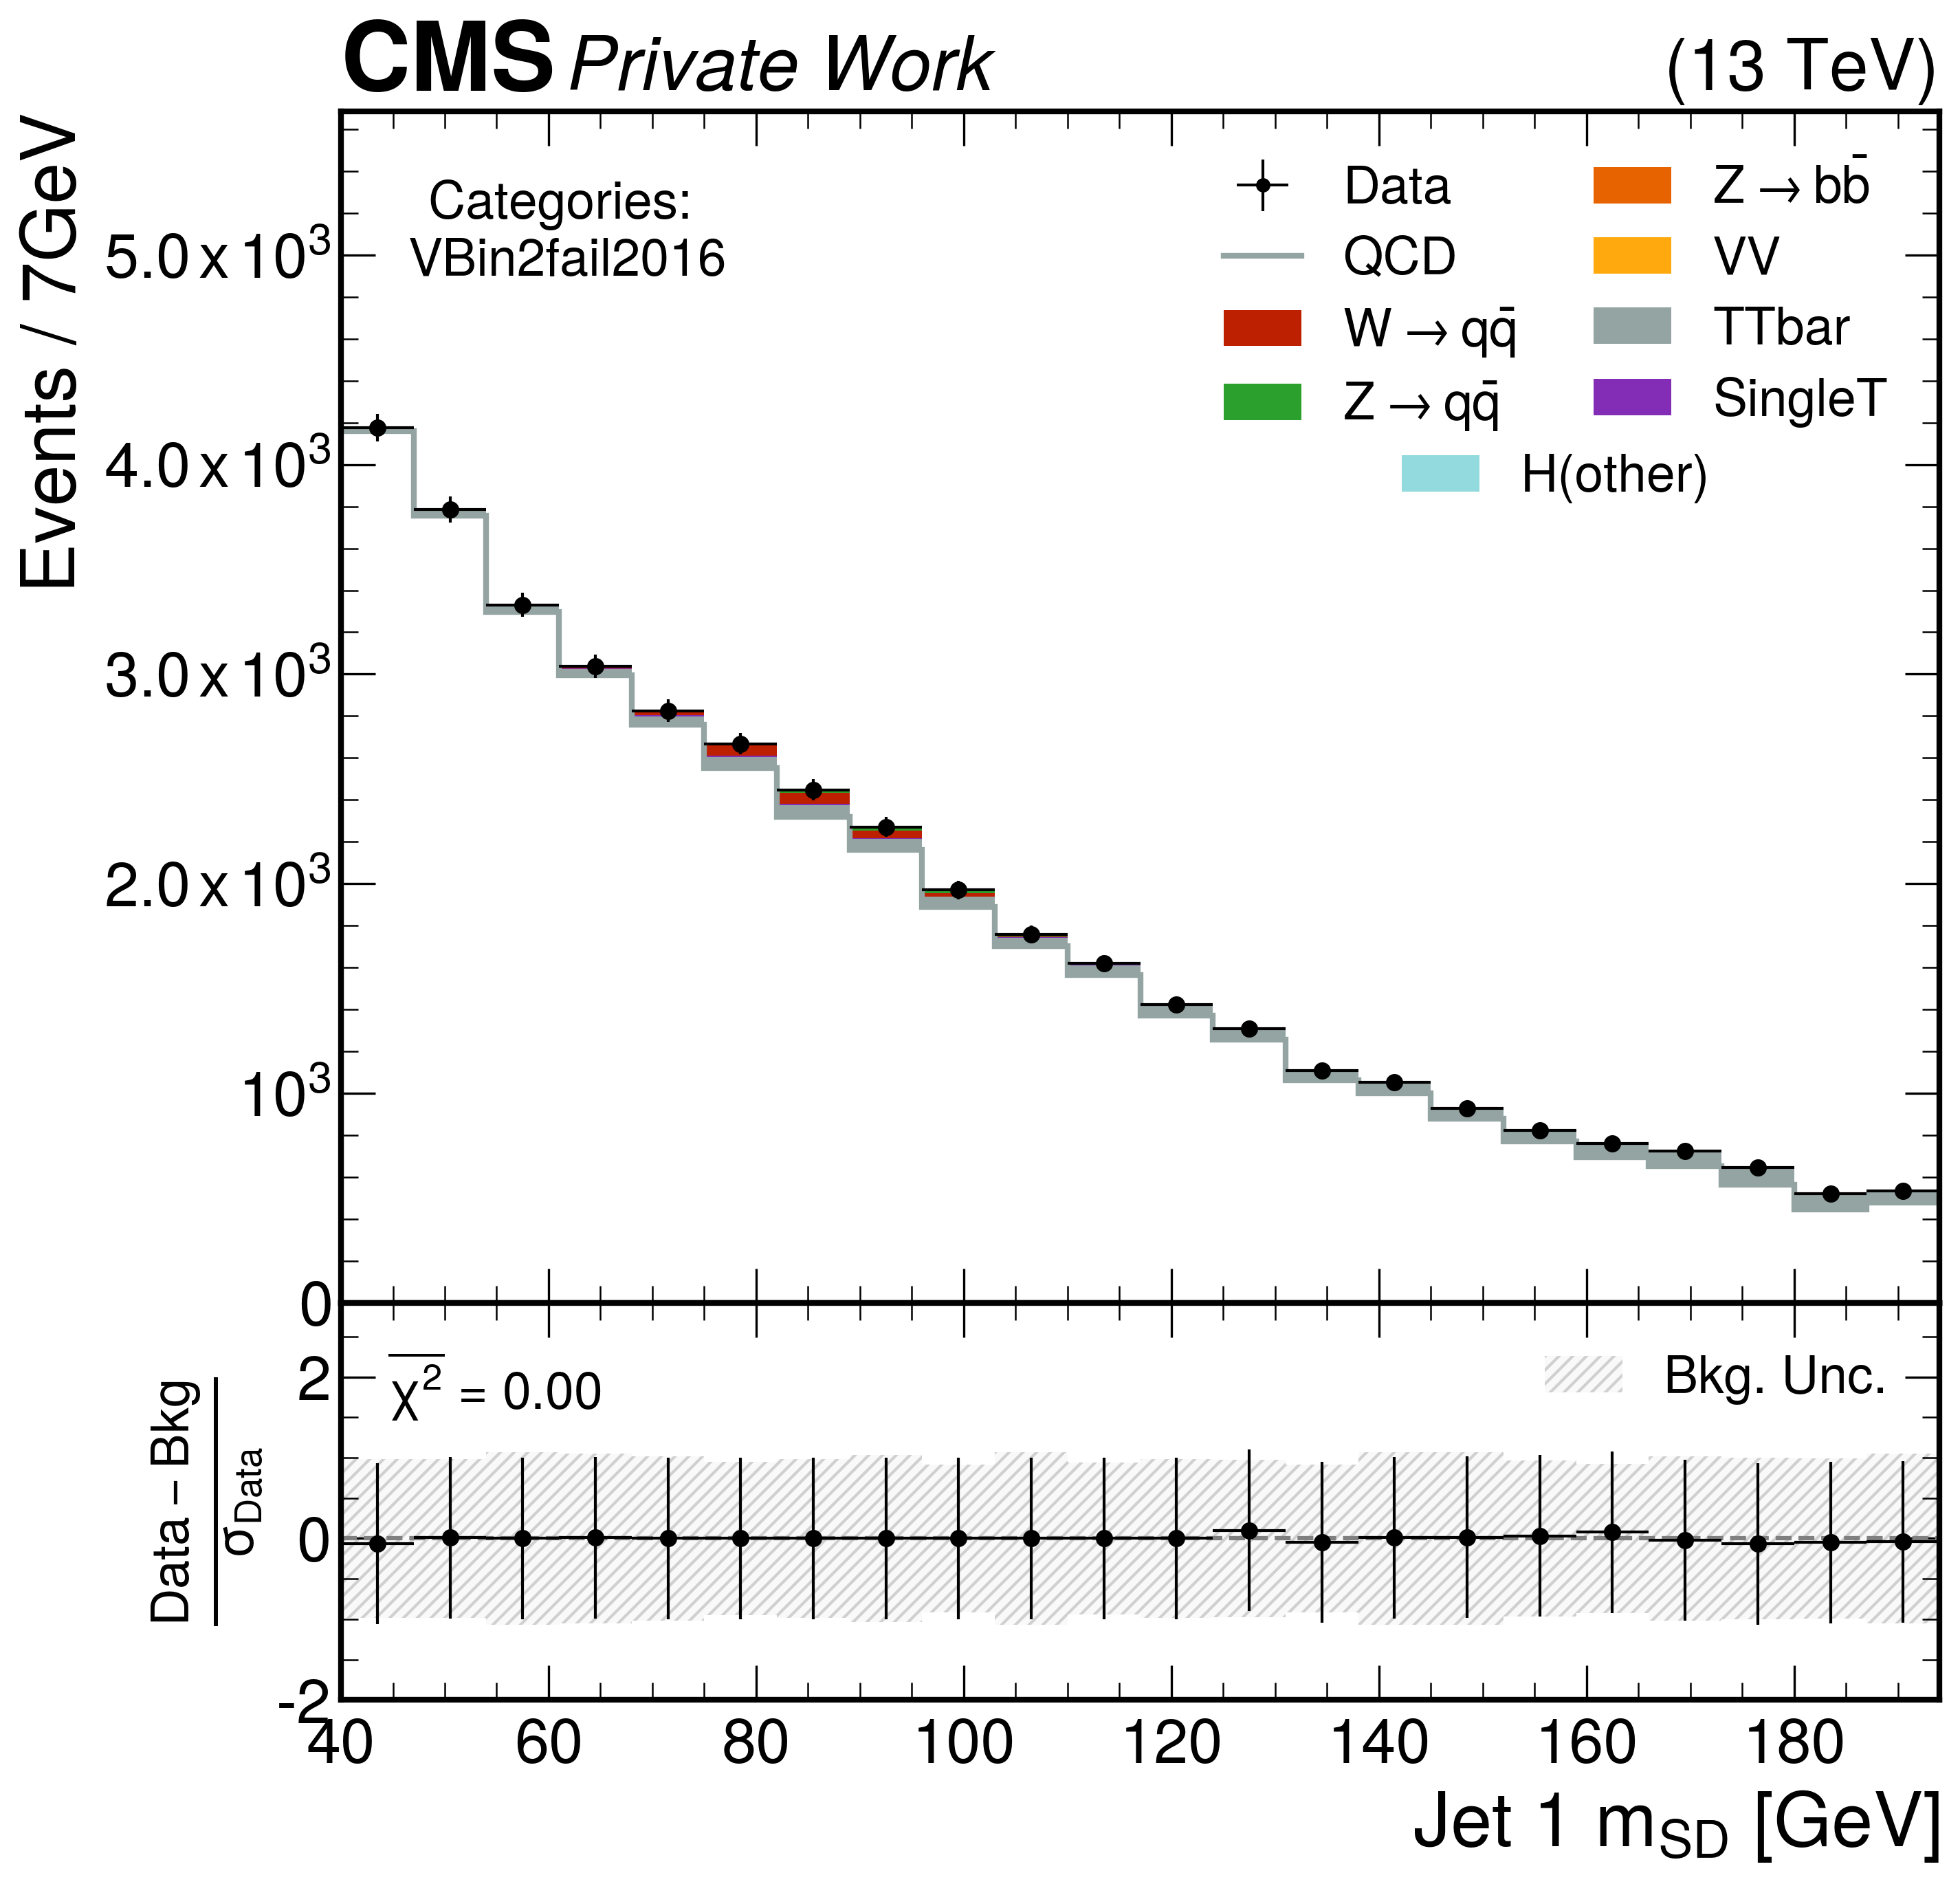 CMS Private Work (13 TeV)
Events / 7GeV
Categories:
VBin2fail2016
Data
QCD
W → qq̄
Z → qq̄
Z → bb̄
VV
TTbar
SingleT
H(other)
5.0 x 10³
4.0 x 10³
3.0 x 10³
2.0 x 10³
10³
0
Data − Bkg
σData
2
0
-2
χ² = 0.00
Bkg. Unc.
40 60 80 100 120 140 160 180
Jet 1 mSD [GeV]